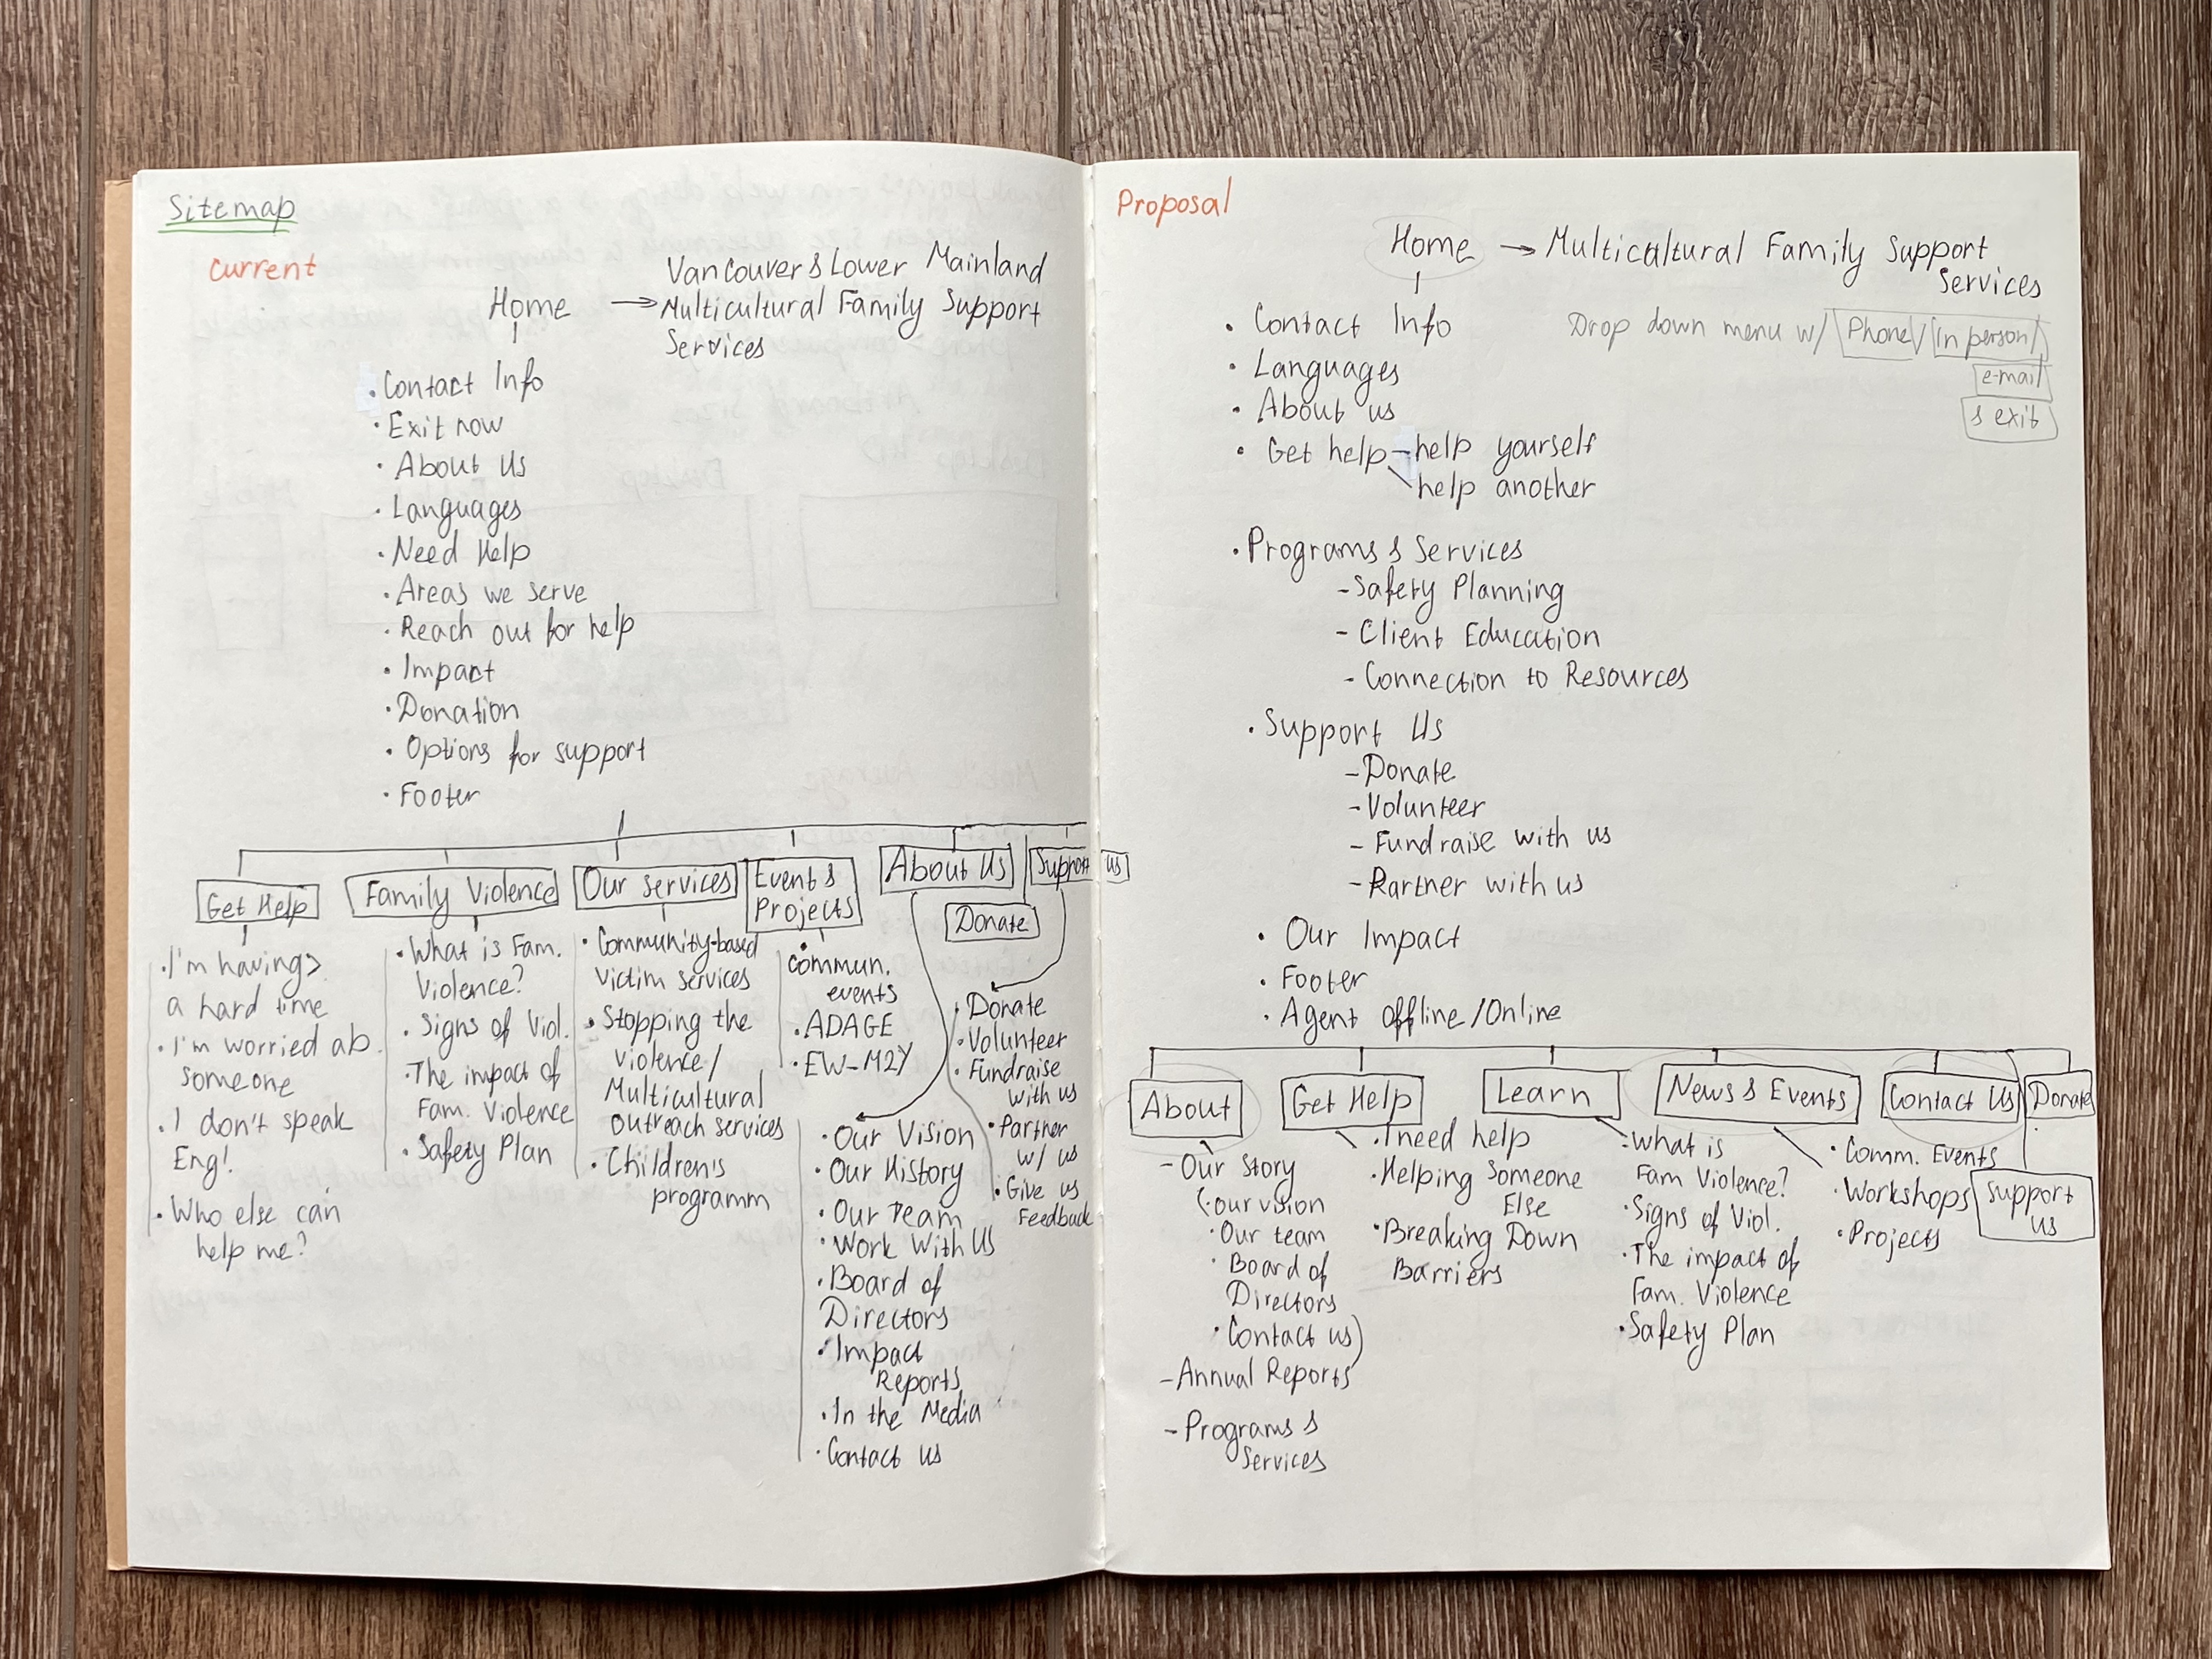 Sitemap
Current
Home → Vancouver & Lower Mainland
Multicultural Family Support
Services
· Contact Info
· Exit now
· About Us
· Languages
· Need Help
· Areas we serve
· Reach out for help
· Impact
· Donation
· Options for support
· Footer
Get Help
· I'm having
a hard time
· I'm worried ab.
someone
· I don't speak
Eng!
· Who else can
help me?
Family Violence
· What is Fam.
Violence?
· Signs of Viol.
· The impact of
Fam. Violence
· Safety Plan
Our services
· Community-based
victim services
· Stopping the
violence/
Multicultural
outreach services
· Children's
programm
Events
Projects
· Commun.
events
· ADAGE
· EW-M2Y
About Us
· Our Vision
· Our History
· Our Team
· Work With Us
· Board of
Directors
· Impact
Reports
· In the Media
· Contact us
Support us
Donate
· Donate
· Volunteer
· Fundraise
with us
· Partner
w/ us
· Give us
Feedback
Proposal
Home → Multicaltural Family Support
Services
· Contact Info
Drop down menu w/ Phone/ In person/
e-mail
& exit
· Languages
· About us
· Get help - help yourself
help another
· Programs & Services
- Safety Planning
- Client Education
- Connection to Resources
· Support Us
- Donate
- Volunteer
- Fundraise with us
- Partner with us
· Our Impact
· Footer
· Agent offline/Online
About
- Our Story
(· our vision
· Our team
· Board of
Directors
· Contact us)
- Annual Reports
- Programs &
Services
Get Help
· I need help
· Helping Someone
Else
· Breaking Down
Barriers
Learn
· What is
Fam Violence?
· Signs of Viol.
· The impact of
Fam. Violence
· Safety Plan
News & Events
· Comm. Events
· Workshops
· Projects
Contact Us
Donate
Support
us